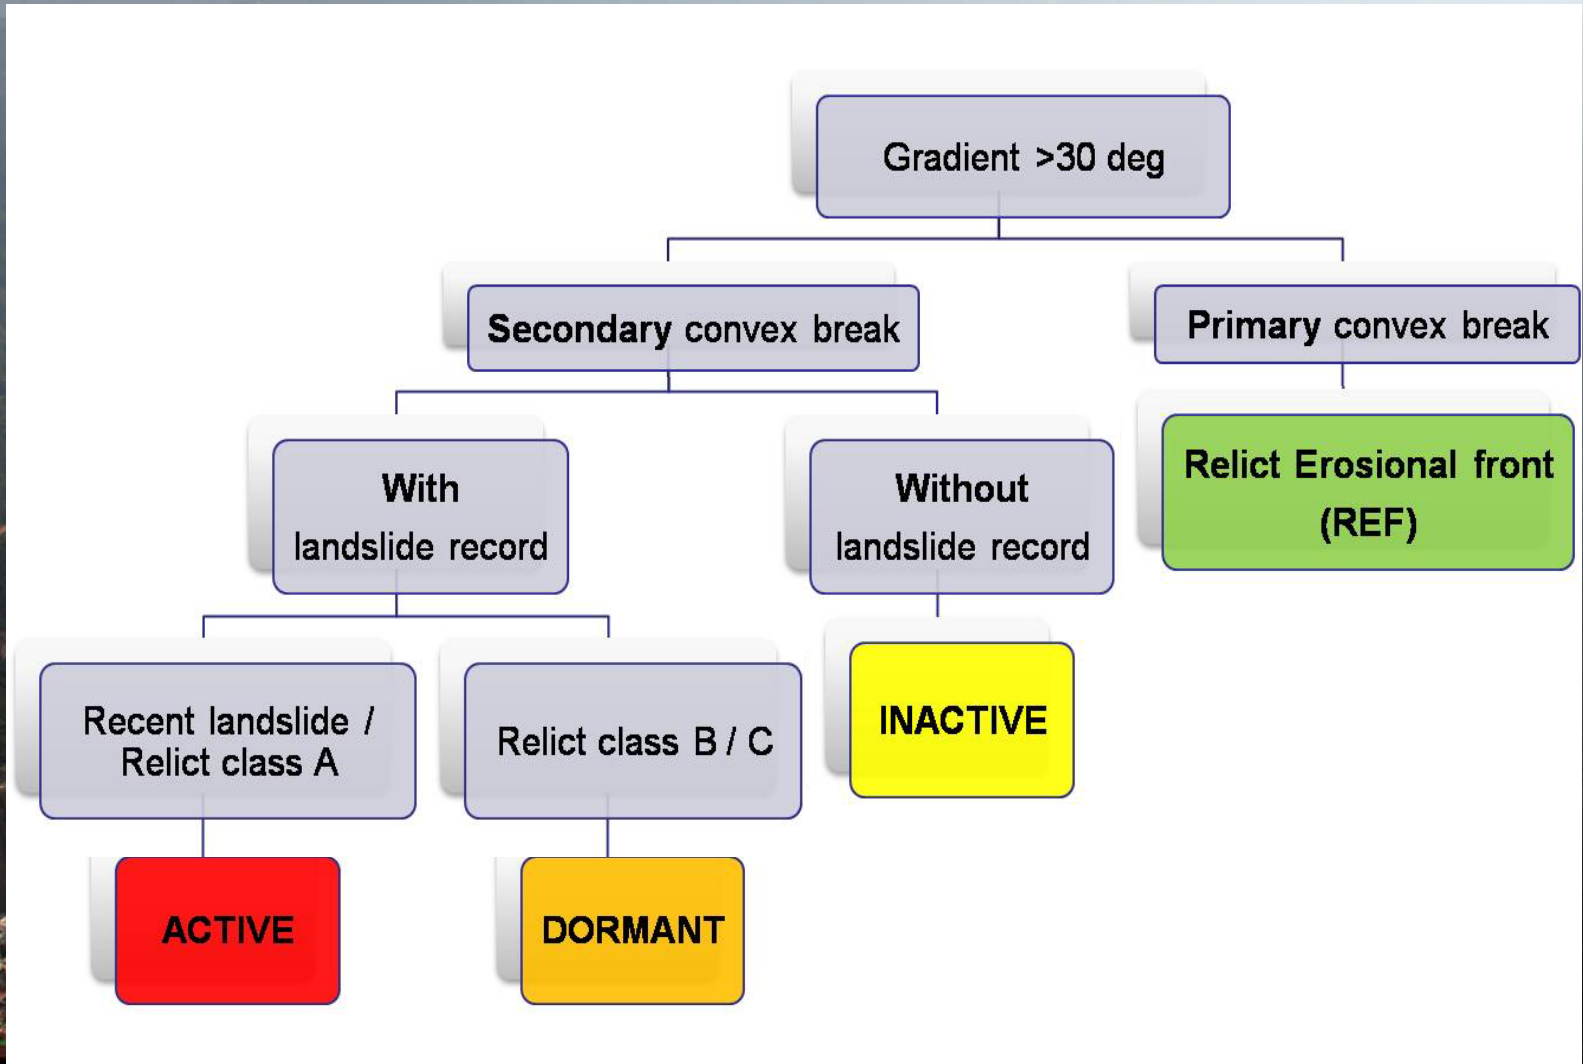 Gradient >30 deg
Secondary convex break
Primary convex break
With
landslide record
Without
landslide record
Relict Erosional front
(REF)
Recent landslide /
Relict class A
Relict class B / C
INACTIVE
ACTIVE
DORMANT